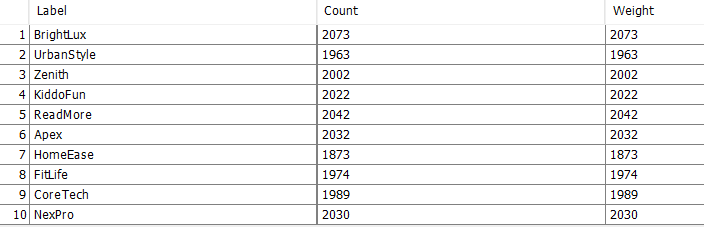 Label Count Weight
1 BrightLux 2073 2073
2 UrbanStyle 1963 1963
3 Zenith 2002 2002
4 KiddoFun 2022 2022
5 ReadMore 2042 2042
6 Apex 2032 2032
7 HomeEase 1873 1873
8 FitLife 1974 1974
9 CoreTech 1989 1989
10 NexPro 2030 2030